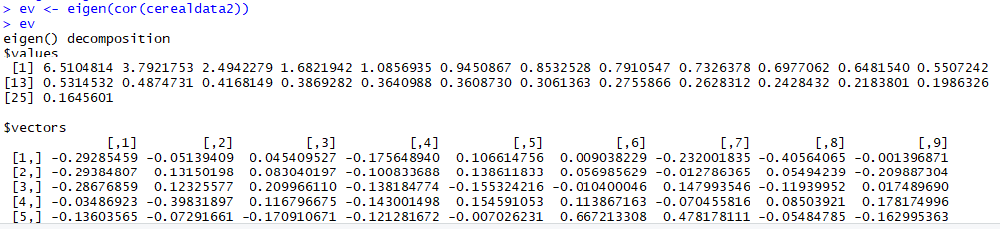 > ev <- eigen(cor(cerealdata2))
> ev
eigen() decomposition
$values
 [1] 6.5104814 3.7921753 2.4942279 1.6821942 1.0856935 0.9450867 0.8532528 0.7910547 0.7326378 0.6977062 0.6481540 0.5507242
[13] 0.5314532 0.4874731 0.4168149 0.3869282 0.3640988 0.3608730 0.3061363 0.2755866 0.2628312 0.2428432 0.2183801 0.1986326
[25] 0.1645601
$vectors
             [,1]        [,2]         [,3]         [,4]         [,5]         [,6]         [,7]        [,8]         [,9]
 [1,] -0.29285459 -0.05139409  0.045409527 -0.175648940  0.106614756  0.009038229 -0.232001835 -0.40564065 -0.001396871
 [2,] -0.29384807  0.13150198  0.083040197 -0.100833688  0.138611833  0.056985629 -0.012786365  0.05494239 -0.209887304
 [3,] -0.28676859  0.12325577  0.209966110 -0.138184774 -0.155324216 -0.010400046  0.147993546 -0.11939952  0.017489690
 [4,] -0.03486923 -0.39831897  0.116796675 -0.143001498  0.154591053  0.113867163 -0.070455816  0.08503921  0.178174996
 [5,] -0.13603565 -0.07291661 -0.170910671 -0.121281672 -0.007026231  0.667213308  0.478178111 -0.05484785 -0.162995363